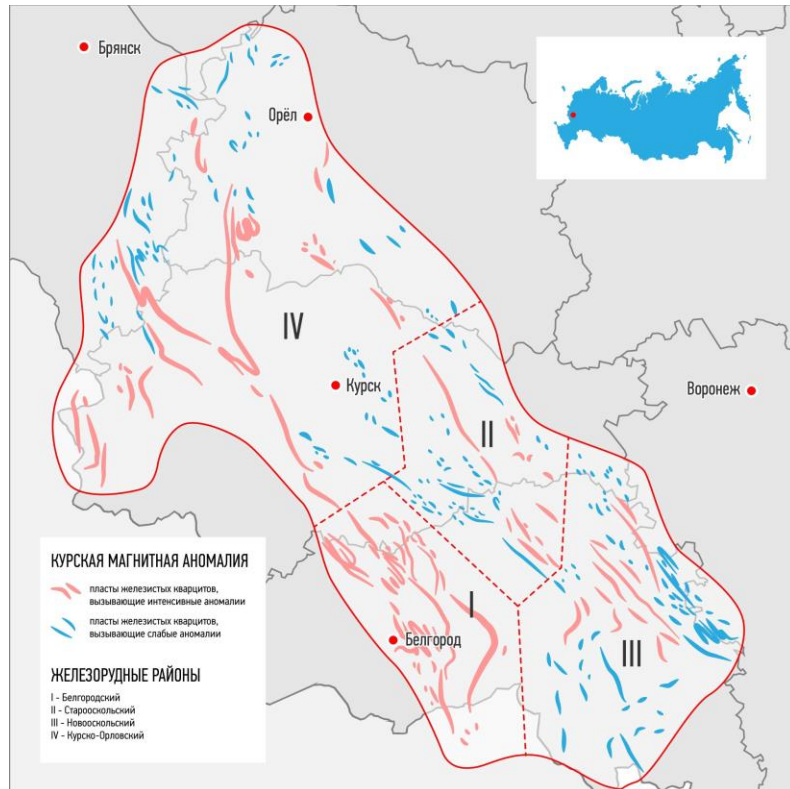 Брянск
Орёл
IV
Курск
Воронеж
II
I
Белгород
III
КУРСКАЯ МАГНИТНАЯ АНОМАЛИЯ
пласты железистых кварцитов,
вызывающие интенсивные аномалии
пласты железистых кварцитов,
вызывающие слабые аномалии
ЖЕЛЕЗОРУДНЫЕ РАЙОНЫ
I - Белгородский
II - Старооскольский
III - Новооскольский
IV - Курско-Орловский